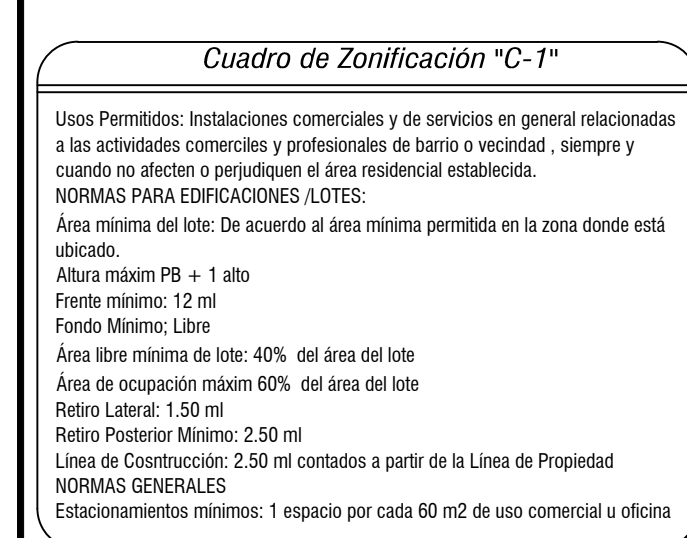 Cuadro de Zonificación "C-1"
Usos Permitidos: Instalaciones comerciales y de servicios en general relacionadas
a las actividades comerciles y profesionales de barrio o vecindad , siempre y
cuando no afecten o perjudiquen el área residencial establecida.
NORMAS PARA EDIFICACIONES /LOTES:
Área mínima del lote: De acuerdo al área mínima permitida en la zona donde está
ubicado.
Altura máxim PB + 1 alto
Frente mínimo: 12 ml
Fondo Mínimo; Libre
Área libre mínima de lote: 40% del área del lote
Área de ocupación máxim 60% del área del lote
Retiro Lateral: 1.50 ml
Retiro Posterior Mínimo: 2.50 ml
Línea de Cosntrucción: 2.50 ml contados a partir de la Línea de Propiedad
NORMAS GENERALES
Estacionamientos mínimos: 1 espacio por cada 60 m2 de uso comercial u oficina